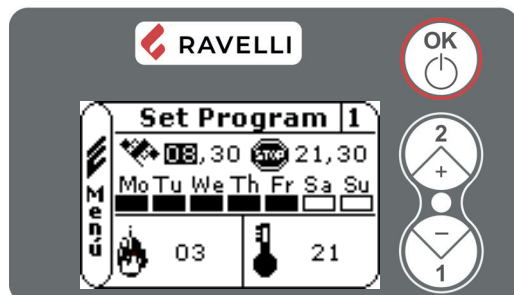 RAVELLI
OK
Set Program 1
08,30 STOP 21,30
Mo Tu We Th Fr Sa Su
Menú
03
21
2
+
−
1